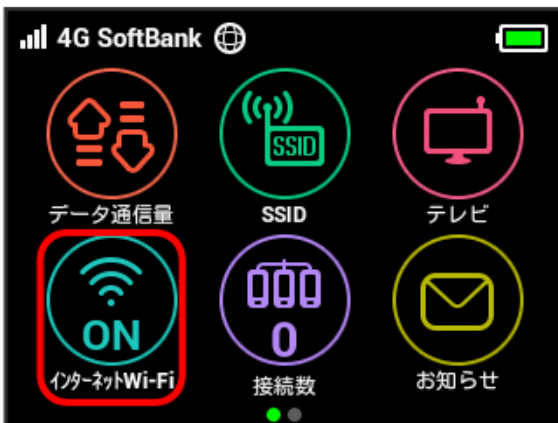 4G SoftBank
SSID
データ通信量
SSID
テレビ
ON
0
インターネットWi-Fi
接続数
お知らせ